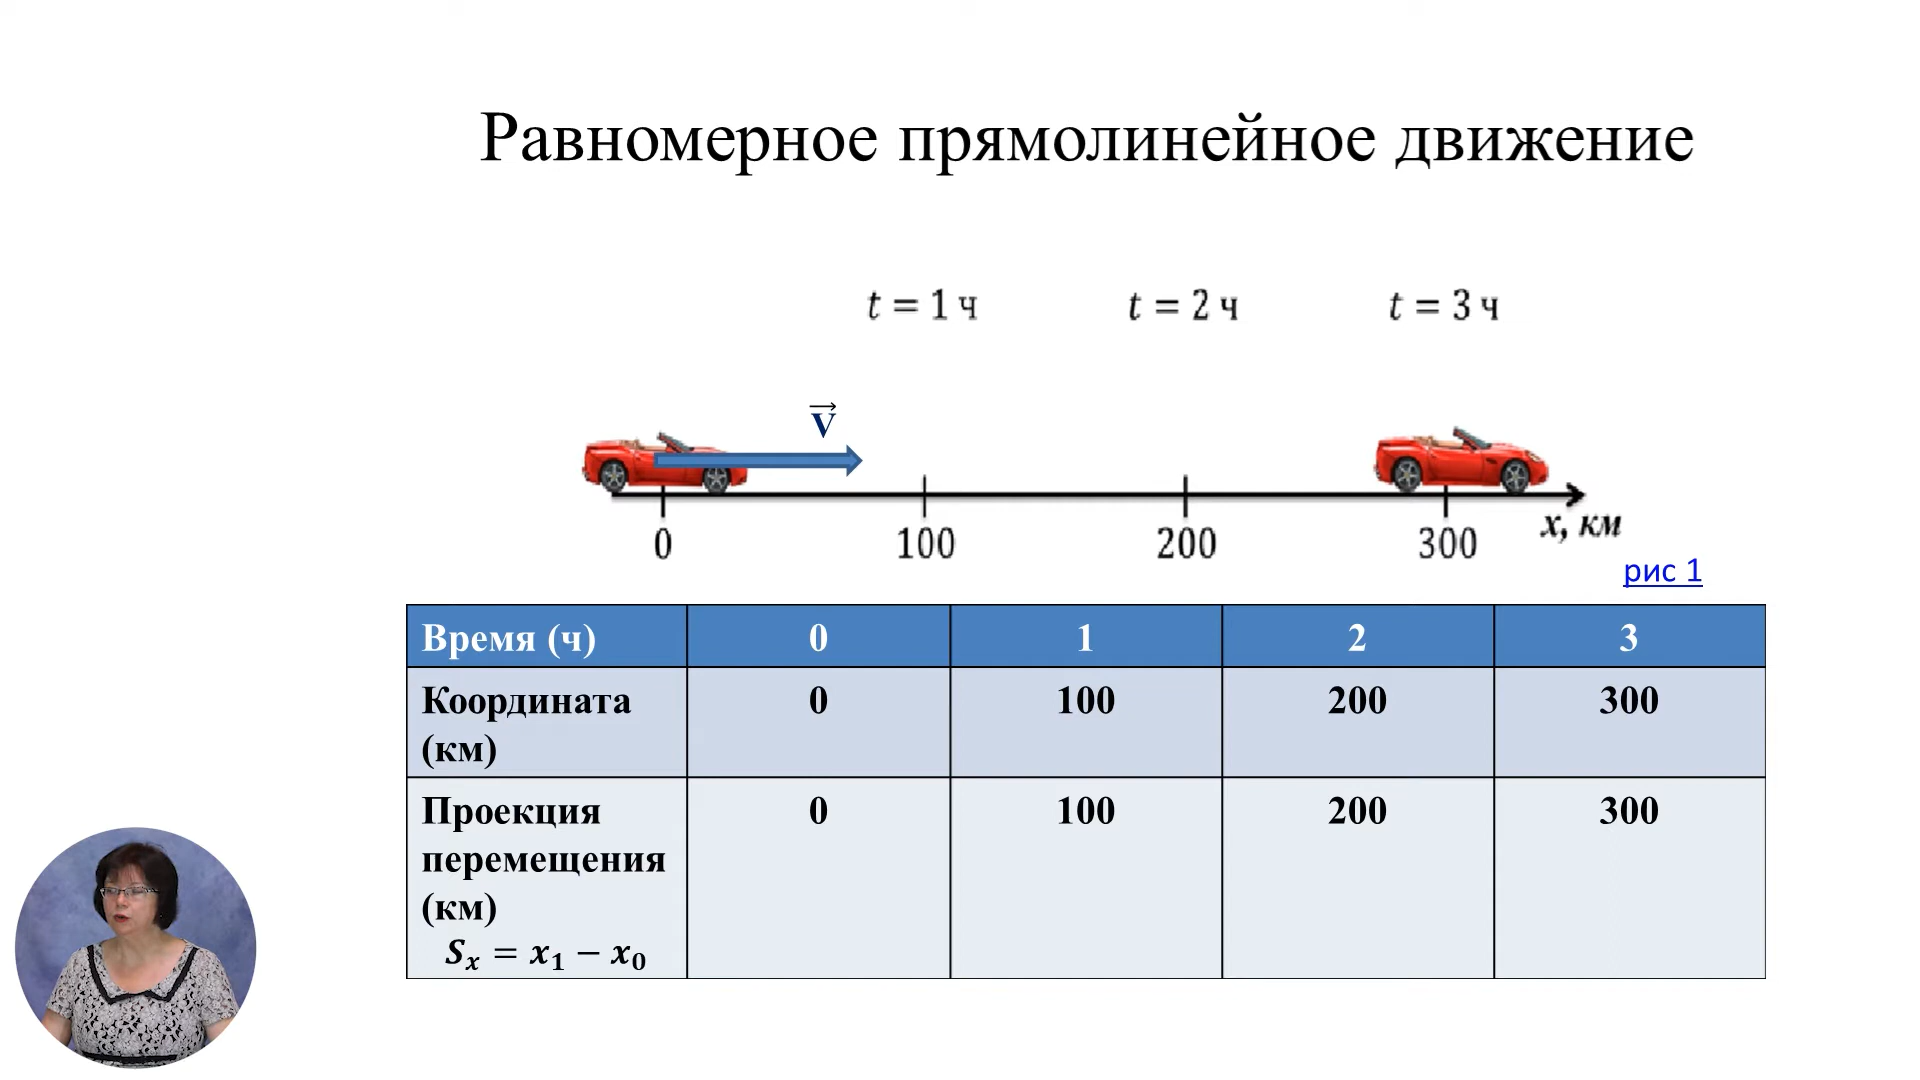 Равномерное прямолинейное движение
t = 1 ч t = 2 ч t = 3 ч
V
0 100 200 300 x, км
рис 1
Время (ч) 0 1 2 3
Координата 0 100 200 300
(км)
Проекция 0 100 200 300
перемещения
(км)
Sₓ = x₁ − x₀